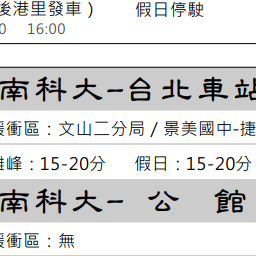 後港里發車）　假日停駛
0　16:00
南科大-台北車站
緩衝區：文山二分局 / 景美國中-捷
離峰：15-20分　假日：15-20分
南科大-　公　館
緩衝區：無